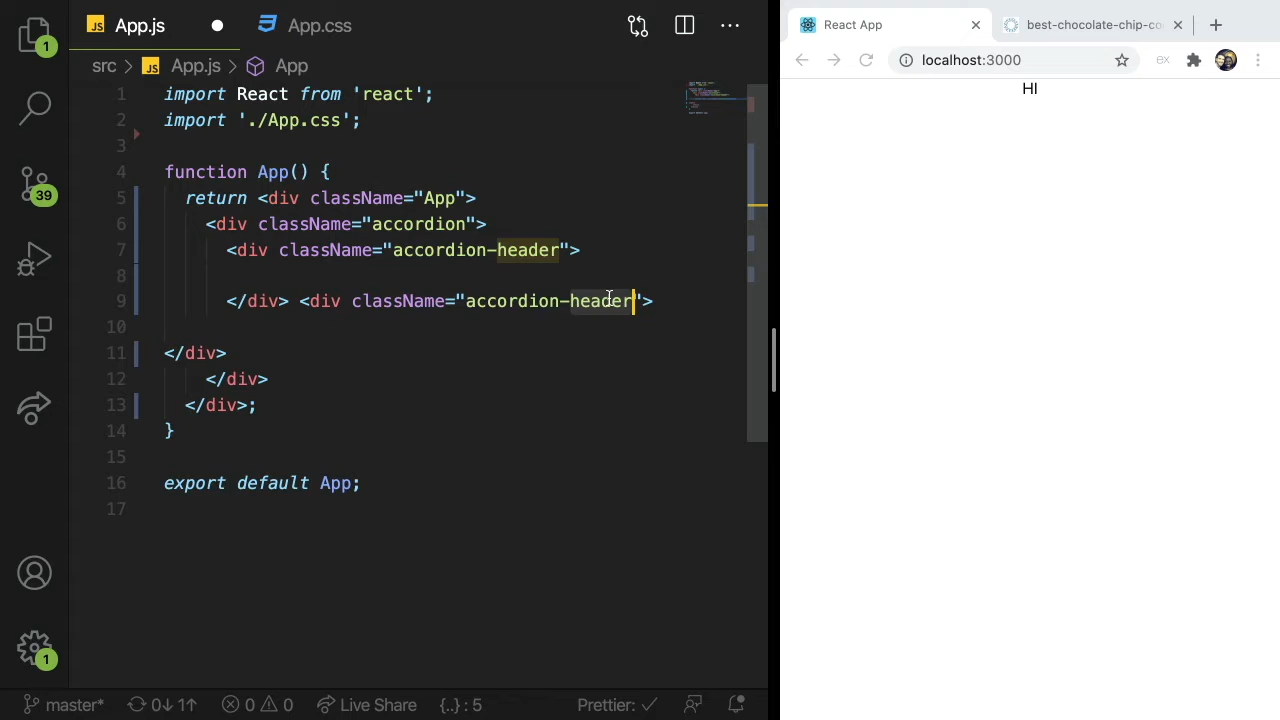 JS App.js
App.css
React App
best-chocolate-chip-co
src > JS App.js > App
localhost:3000
ex
HI
1 import React from 'react';
2 import './App.css';
3
4 function App() {
5 return <div className="App">
6 <div className="accordion">
7 <div className="accordion-header">
8
9 </div> <div className="accordion-header">
10
11 </div>
12 </div>
13 </div>;
14 }
15
16 export default App;
17
1
39
1
master* 0↓ 1↑ 0 0 Live Share {..} : 5 Prettier: ✓